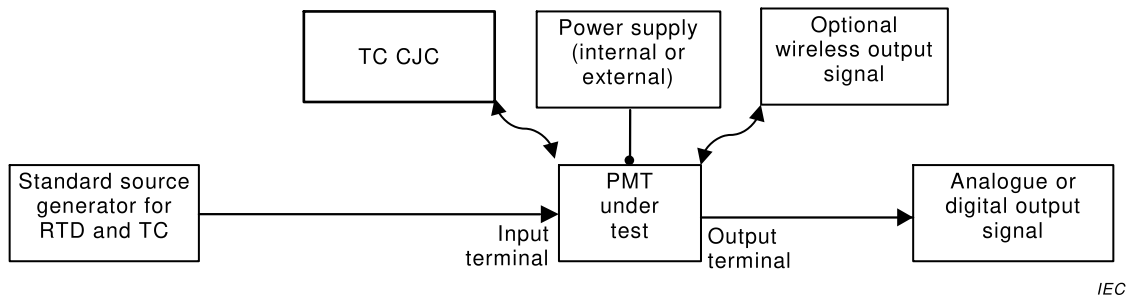 TC CJC
Power supply
(internal or
external)
Optional
wireless output
signal
Standard source
generator for
RTD and TC
Input
terminal
PMT
under
test
Output
terminal
Analogue or
digital output
signal
IEC